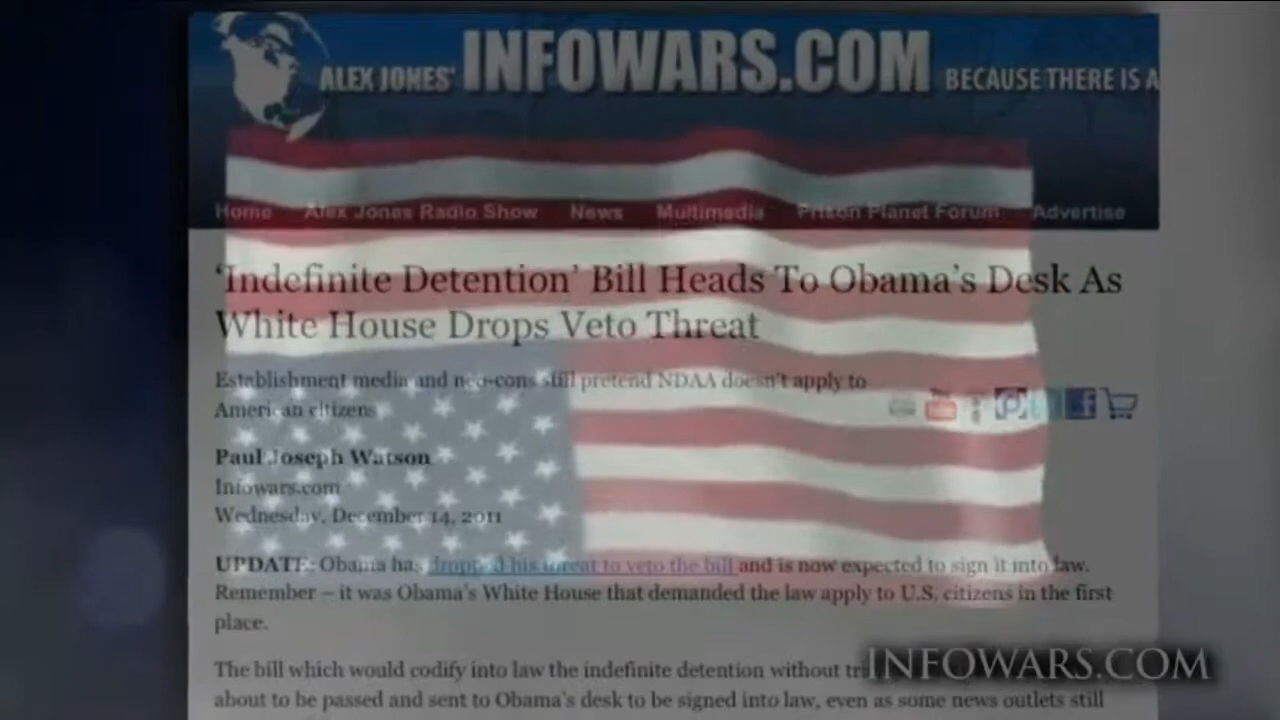 ALEX JONES' INFOWARS.COM BECAUSE THERE IS A
Home Alex Jones Radio Show News Multimedia Prison Planet Forum Advertise
‘Indefinite Detention’ Bill Heads To Obama’s Desk As
White House Drops Veto Threat
Establishment media and neo-cons still pretend NDAA doesn’t apply to
American citizens
Paul Joseph Watson
Infowars.com
Wednesday, December 14, 2011
UPDATE: Obama has dropped his threat to veto the bill and is now expected to sign it into law.
Remember – it was Obama’s White House that demanded the law apply to U.S. citizens in the first
place.
The bill which would codify into law the indefinite detention without
about to be passed and sent to Obama’s desk to be signed into law, even as some news outlets still
INFOWARS.COM